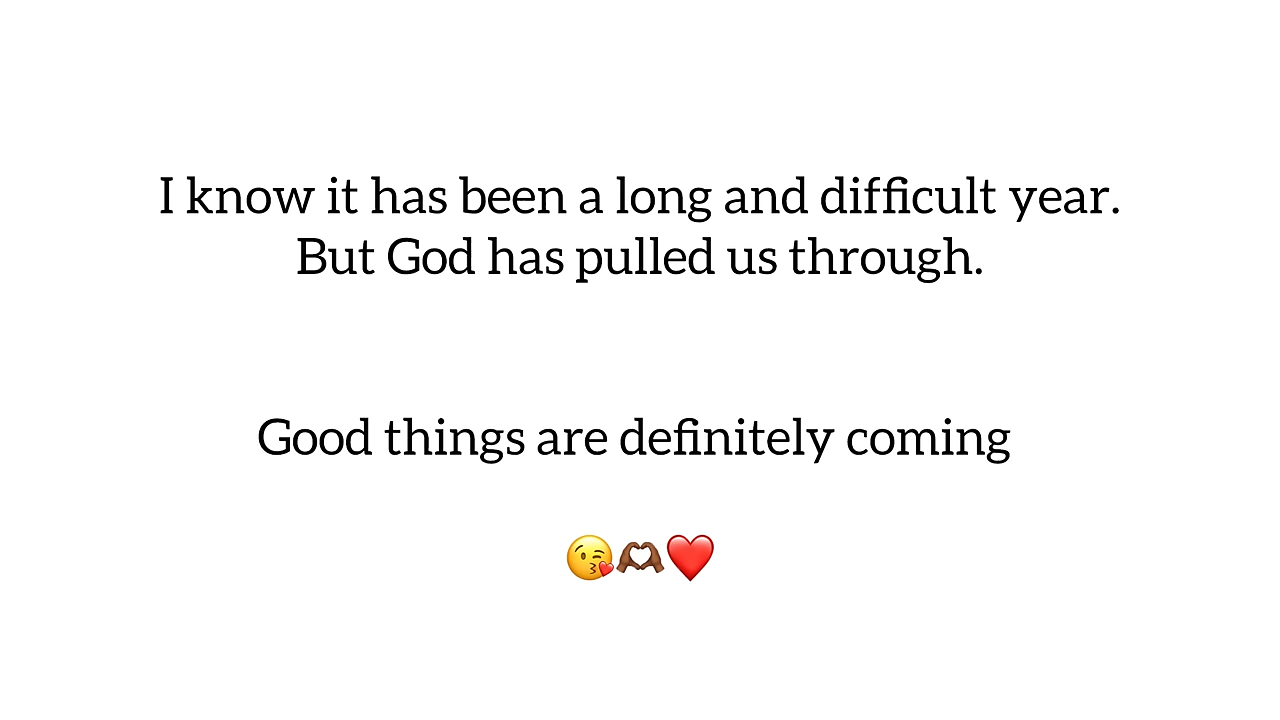 I know it has been a long and difficult year.
But God has pulled us through.
Good things are definitely coming
😘🫶🏾❤️